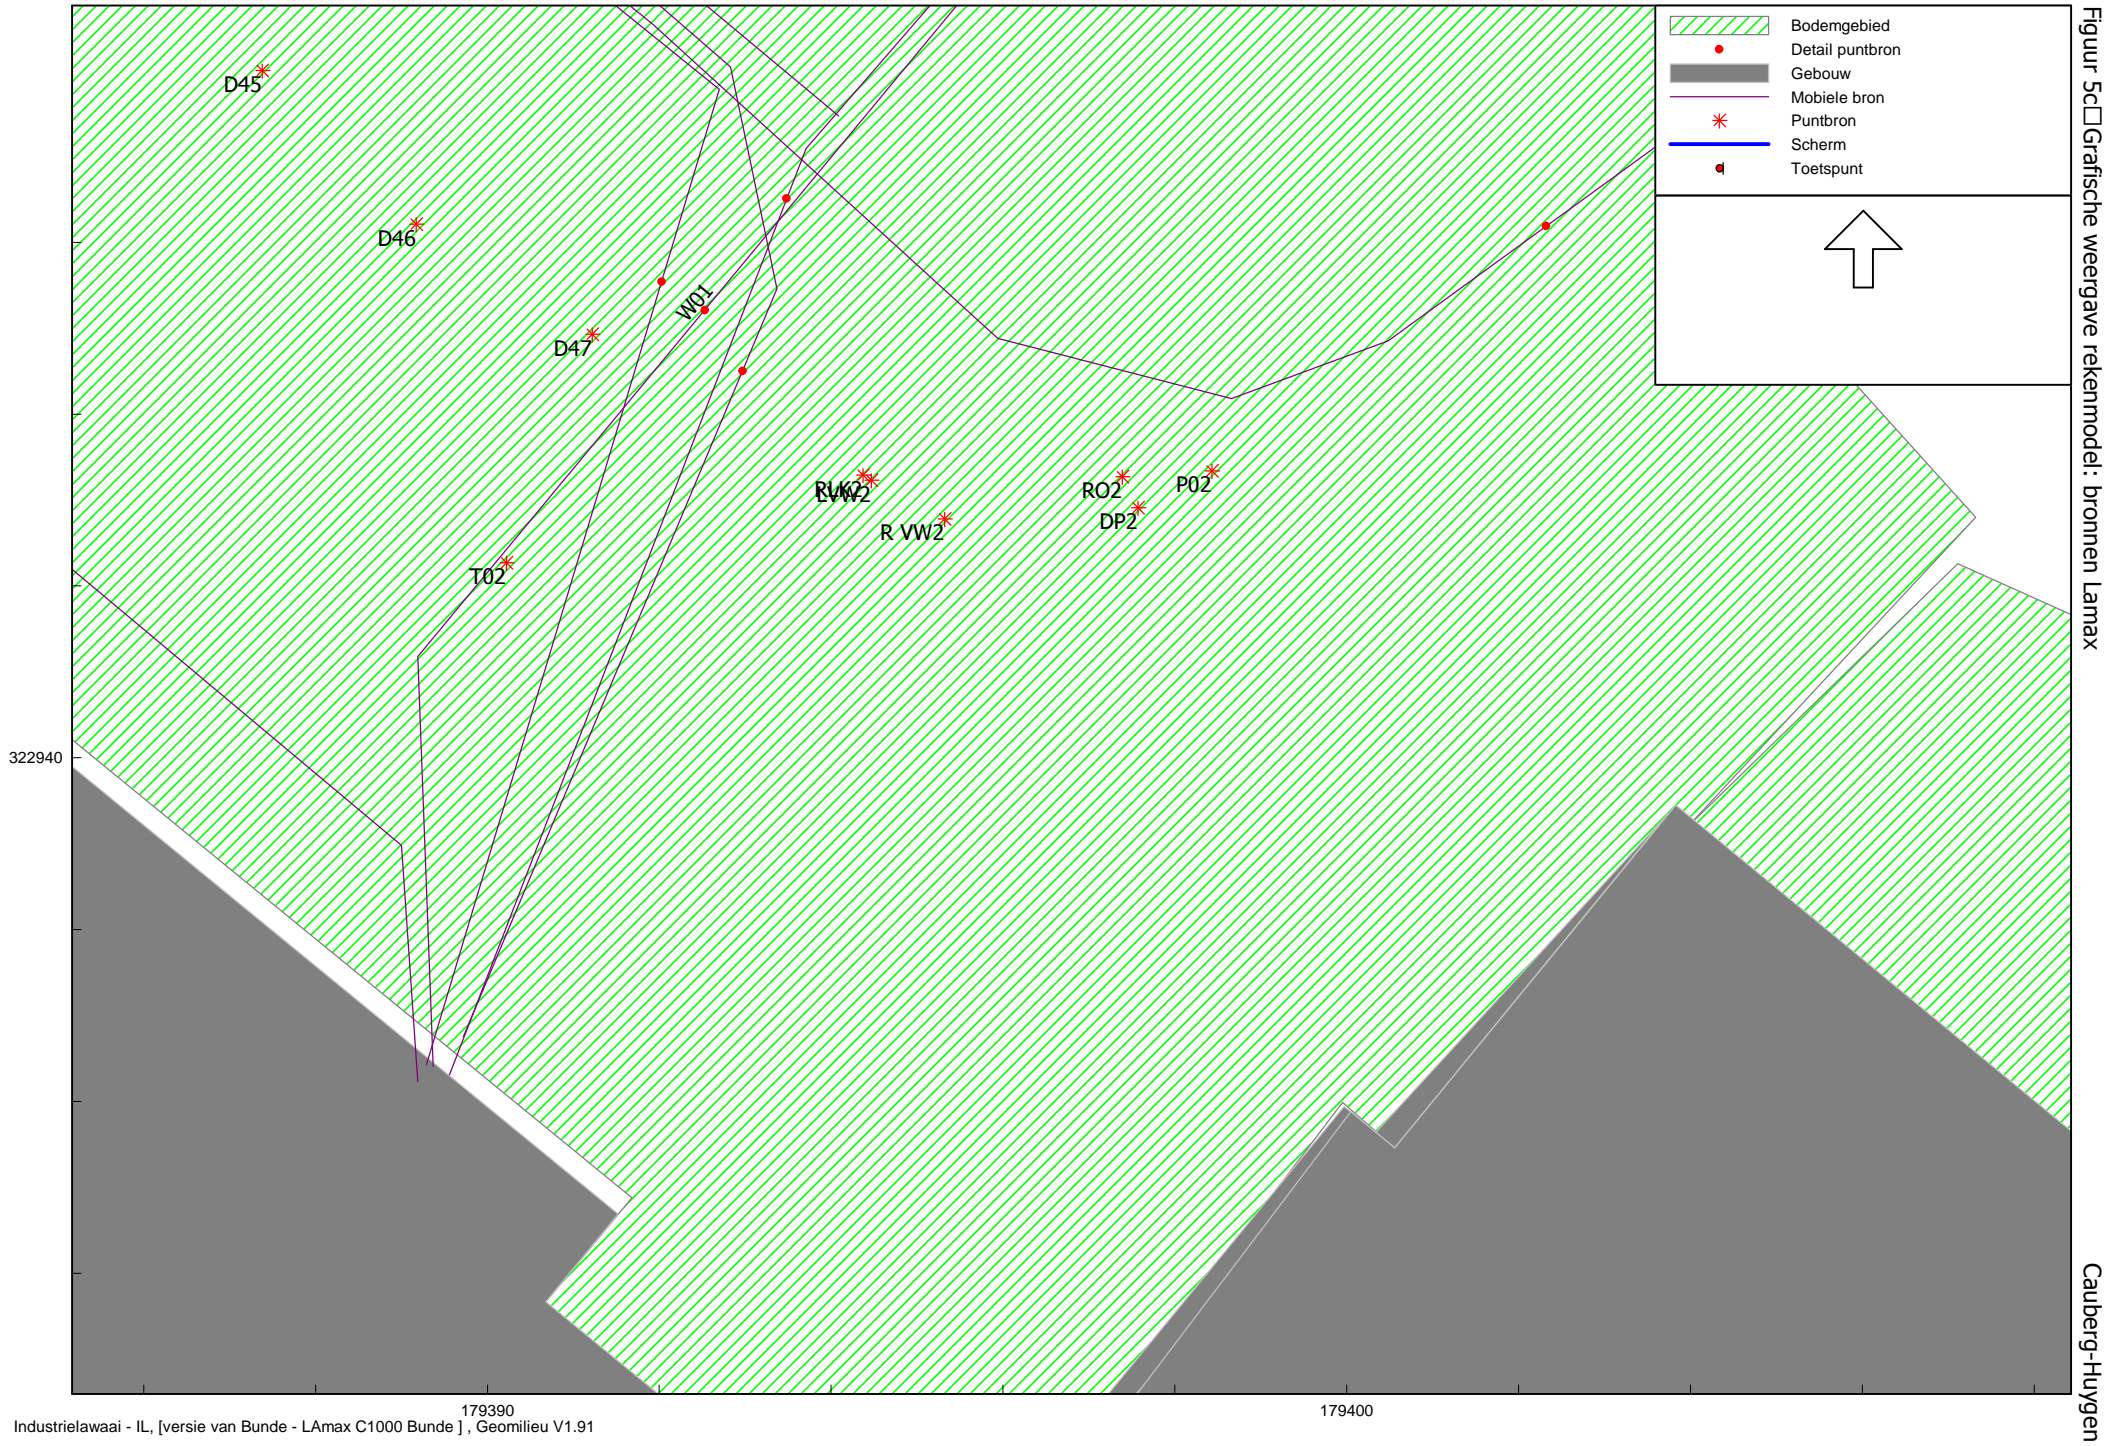 Bodemgebied
Detail puntbron
Gebouw
Mobiele bron
Puntbron
Scherm
Toetspunt
Figuur 5c□Grafische weergave rekenmodel: bronnen Lamax
D45
D46
W01
D47
LVW2
RO2
P02
R VW2
DP2
T02
322940
179390
179400
Cauberg-Huygen
Industrielawaai - IL, [versie van Bunde - LAmax C1000 Bunde ] , Geomilieu V1.91